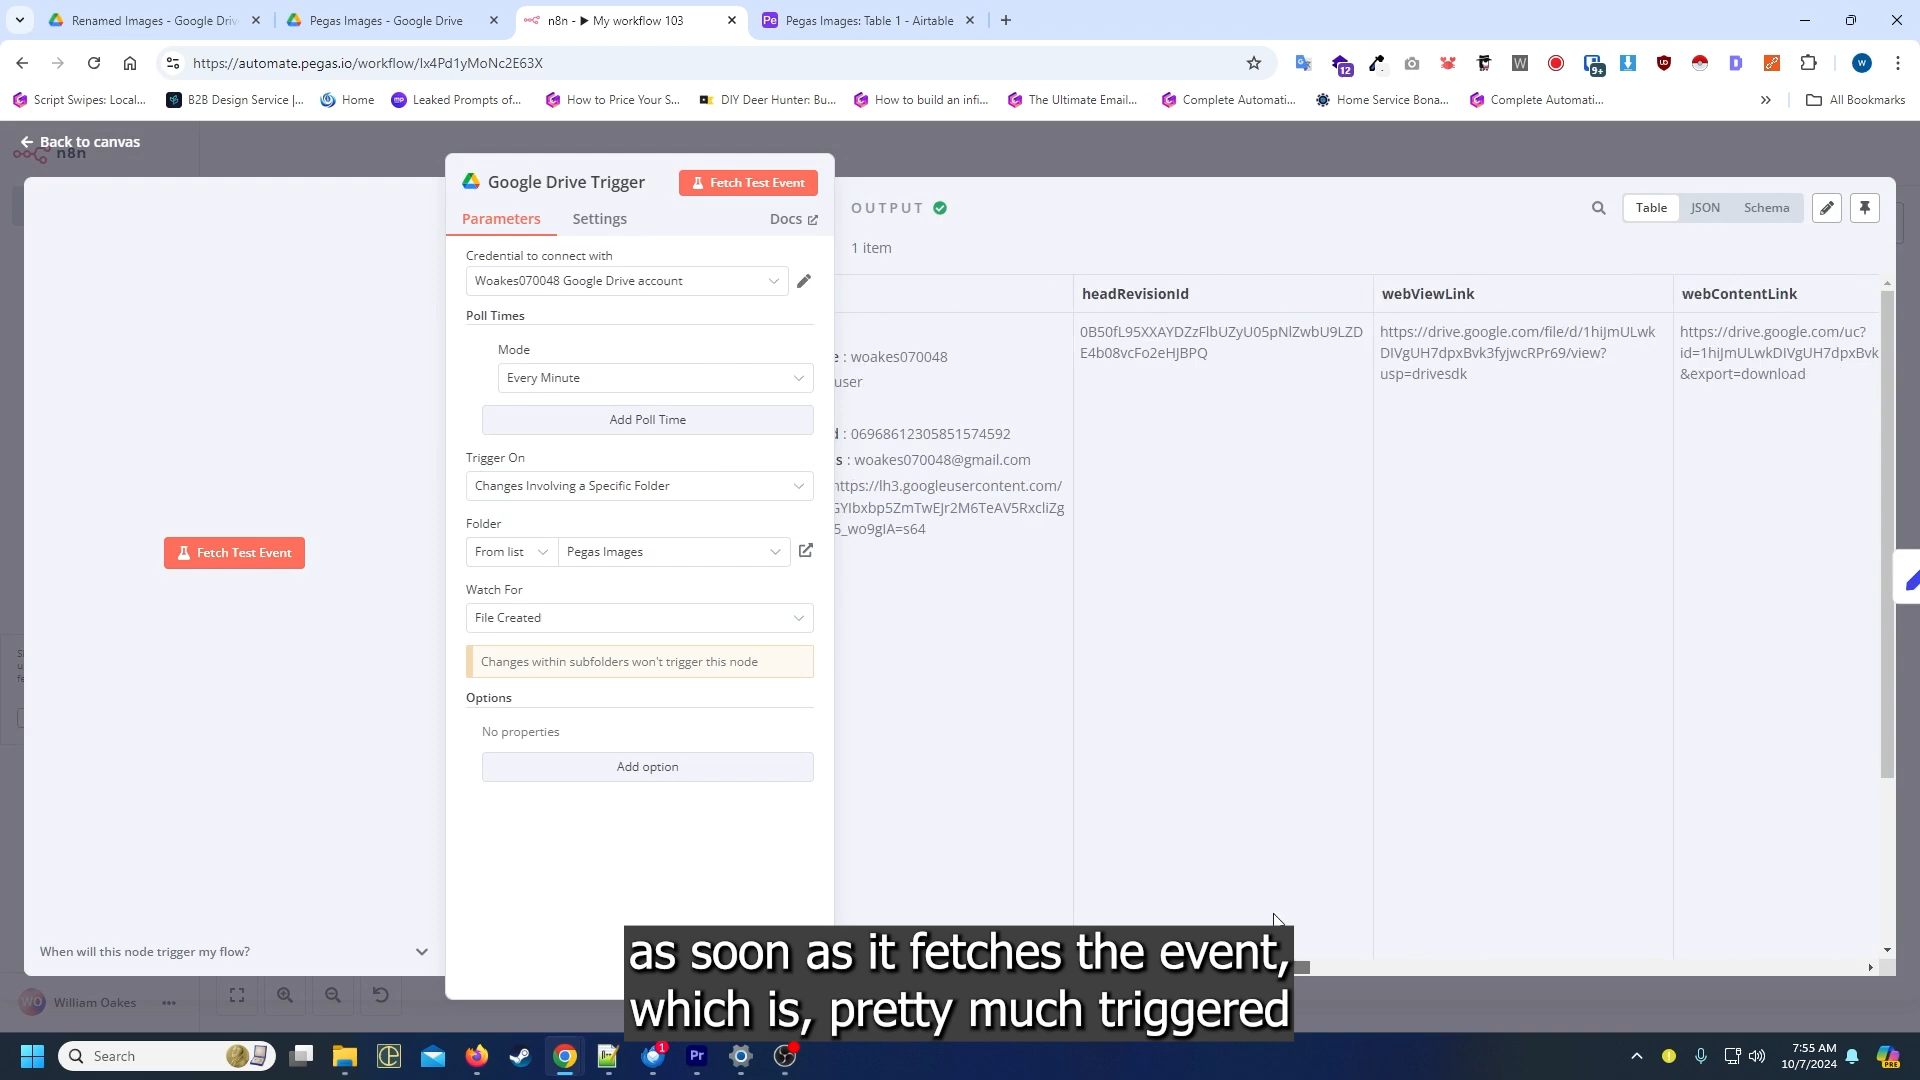 Renamed Images - Google Driv
Pegas Images - Google Drive
n8n - ▶ My workflow 103
Pe
Pegas Images: Table 1 - Airtable
https://automate.pegas.io/workflow/Ix4Pd1yMoNc2E63X
12
W
9+
W
Script Swipes: Local...
B2B Design Service |...
Home
mp
Leaked Prompts of...
How to Price Your S...
DIY Deer Hunter: Bu...
How to build an infi...
The Ultimate Email...
Complete Automati...
Home Service Bona...
Complete Automati...
All Bookmarks
Back to canvas
n8n
Google Drive Trigger
Fetch Test Event
Parameters
Settings
Docs
Credential to connect with
Woakes070048 Google Drive account
Poll Times
Mode
Every Minute
Add Poll Time
Trigger On
Changes Involving a Specific Folder
Folder
From list
Pegas Images
Watch For
File Created
Changes within subfolders won't trigger this node
Options
No properties
Add option
Fetch Test Event
When will this node trigger my flow?
OUTPUT
Table
JSON
Schema
1 item
headRevisionId
webViewLink
webContentLink
e : woakes070048
user
d : 06968612305851574592
s : woakes070048@gmail.com
https://lh3.googleusercontent.com/
GYIbxbp5ZmTwEJr2M6TeAV5RxcliZg
5_wo9gIA=s64
0B50fL95XXAYDZzFlbUZyU05pNlZwbU9LZD
E4b08vcFo2eHJBPQ
https://drive.google.com/file/d/1hiJmULwk
DIVgUH7dpxBvk3fyjwcRPr69/view?
usp=drivesdk
https://drive.google.com/uc?
id=1hiJmULwkDIVgUH7dpxBvk
&export=download
as soon as it fetches the event,
which is, pretty much triggered
WO
William Oakes
Search
1
Pr
7:55 AM
10/7/2024
PRE